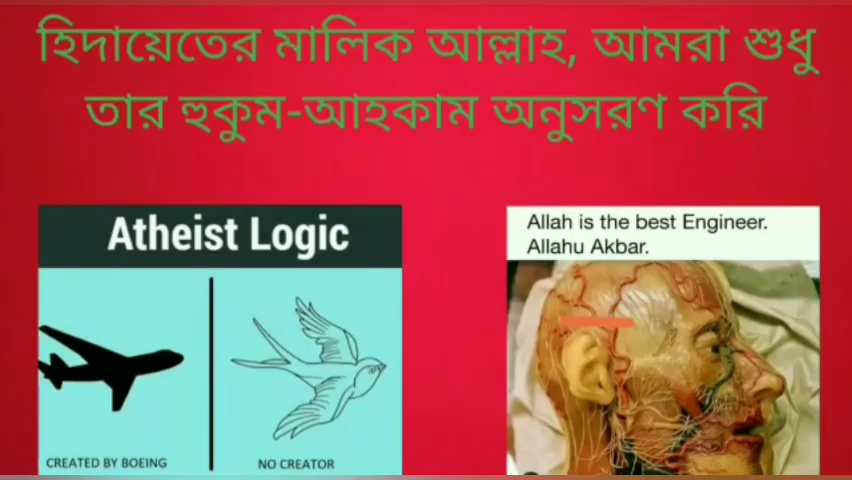 হিদায়েতের মালিক আল্লাহ, আমরা শুধু
তার হুকুম-আহকাম অনুসরণ করি
Atheist Logic
CREATED BY BOEING
NO CREATOR
Allah is the best Engineer.
Allahu Akbar.